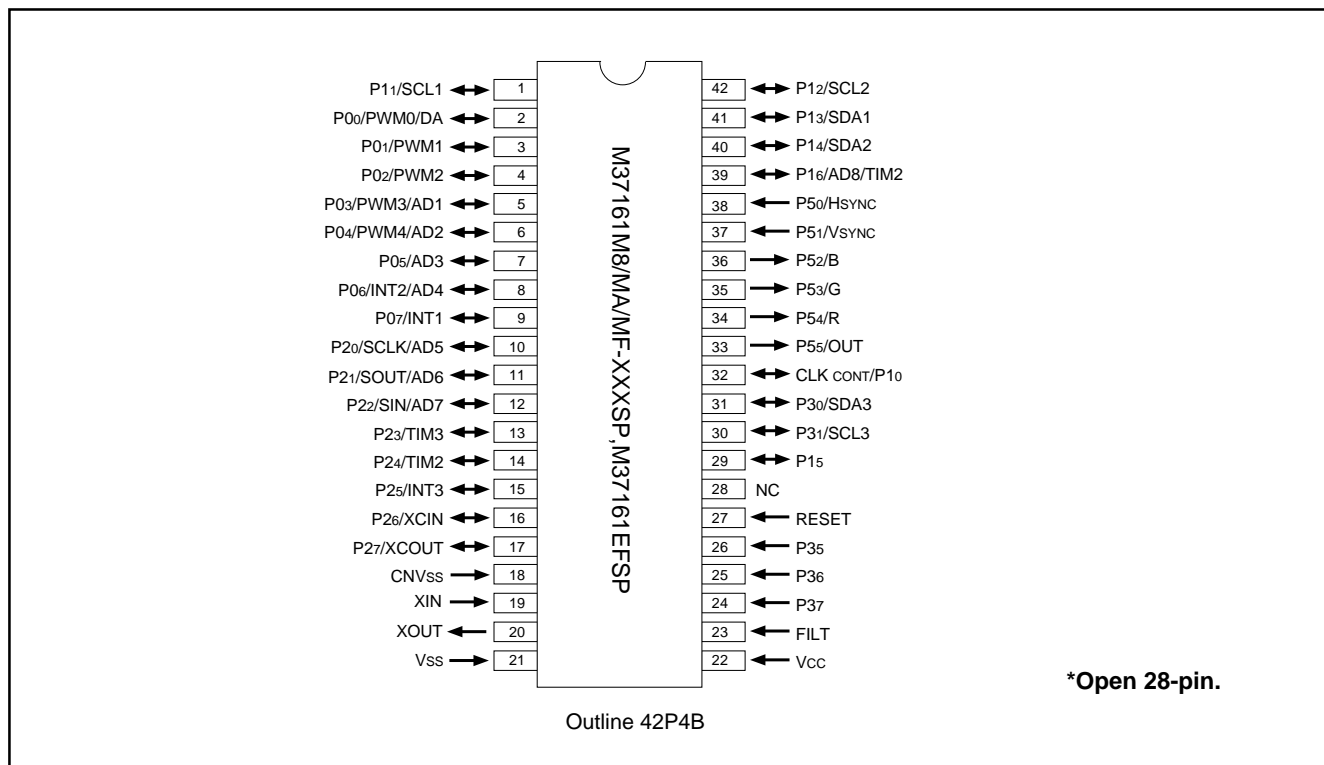 P11/SCL1 1 42 P12/SCL2
P00/PWM0/DA 2 41 P13/SDA1
P01/PWM1 3 40 P14/SDA2
P02/PWM2 4 39 P16/AD8/TIM2
P03/PWM3/AD1 5 38 P50/HSYNC
P04/PWM4/AD2 6 37 P51/VSYNC
P05/AD3 7 36 P52/B
P06/INT2/AD4 8 35 P53/G
P07/INT1 9 34 P54/R
P20/SCLK/AD5 10 33 P55/OUT
P21/SOUT/AD6 11 32 CLK CONT/P10
P22/SIN/AD7 12 31 P30/SDA3
P23/TIM3 13 30 P31/SCL3
P24/TIM2 14 29 P15
P25/INT3 15 28 NC
P26/XCIN 16 27 RESET
P27/XCOUT 17 26 P35
CNVSS 18 25 P36
XIN 19 24 P37
XOUT 20 23 FILT
VSS 21 22 VCC
M37161M8/MA/MF-XXXSP,M37161EFSP
*Open 28-pin.
Outline 42P4B